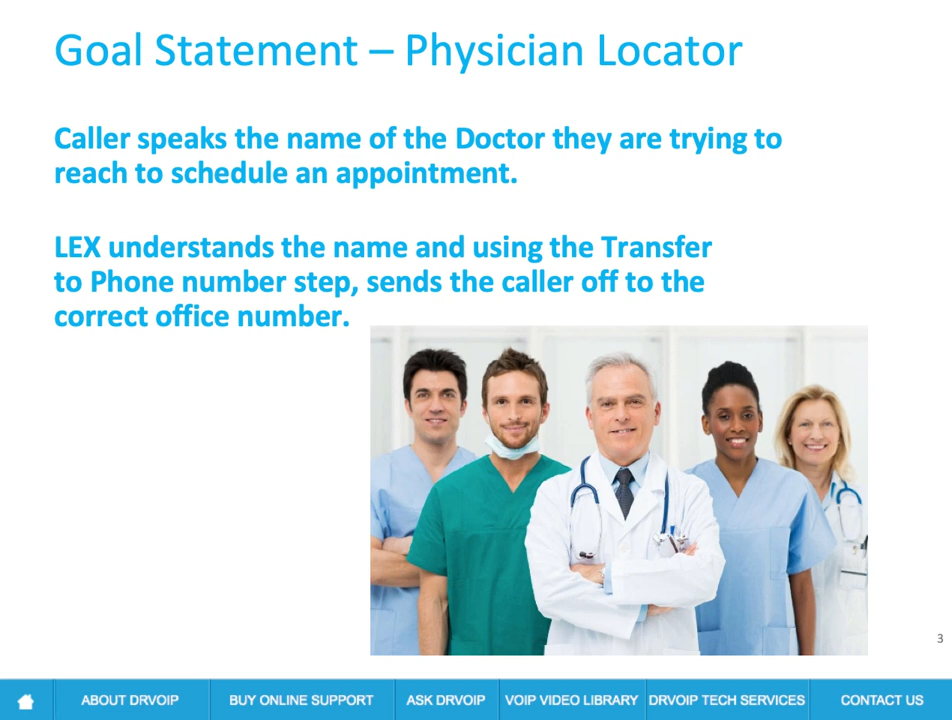 Goal Statement – Physician Locator
Caller speaks the name of the Doctor they are trying to
reach to schedule an appointment.
LEX understands the name and using the Transfer
to Phone number step, sends the caller off to the
correct office number.
3
ABOUT DRVOIP
BUY ONLINE SUPPORT
ASK DRVOIP
VOIP VIDEO LIBRARY
DRVOIP TECH SERVICES
CONTACT US